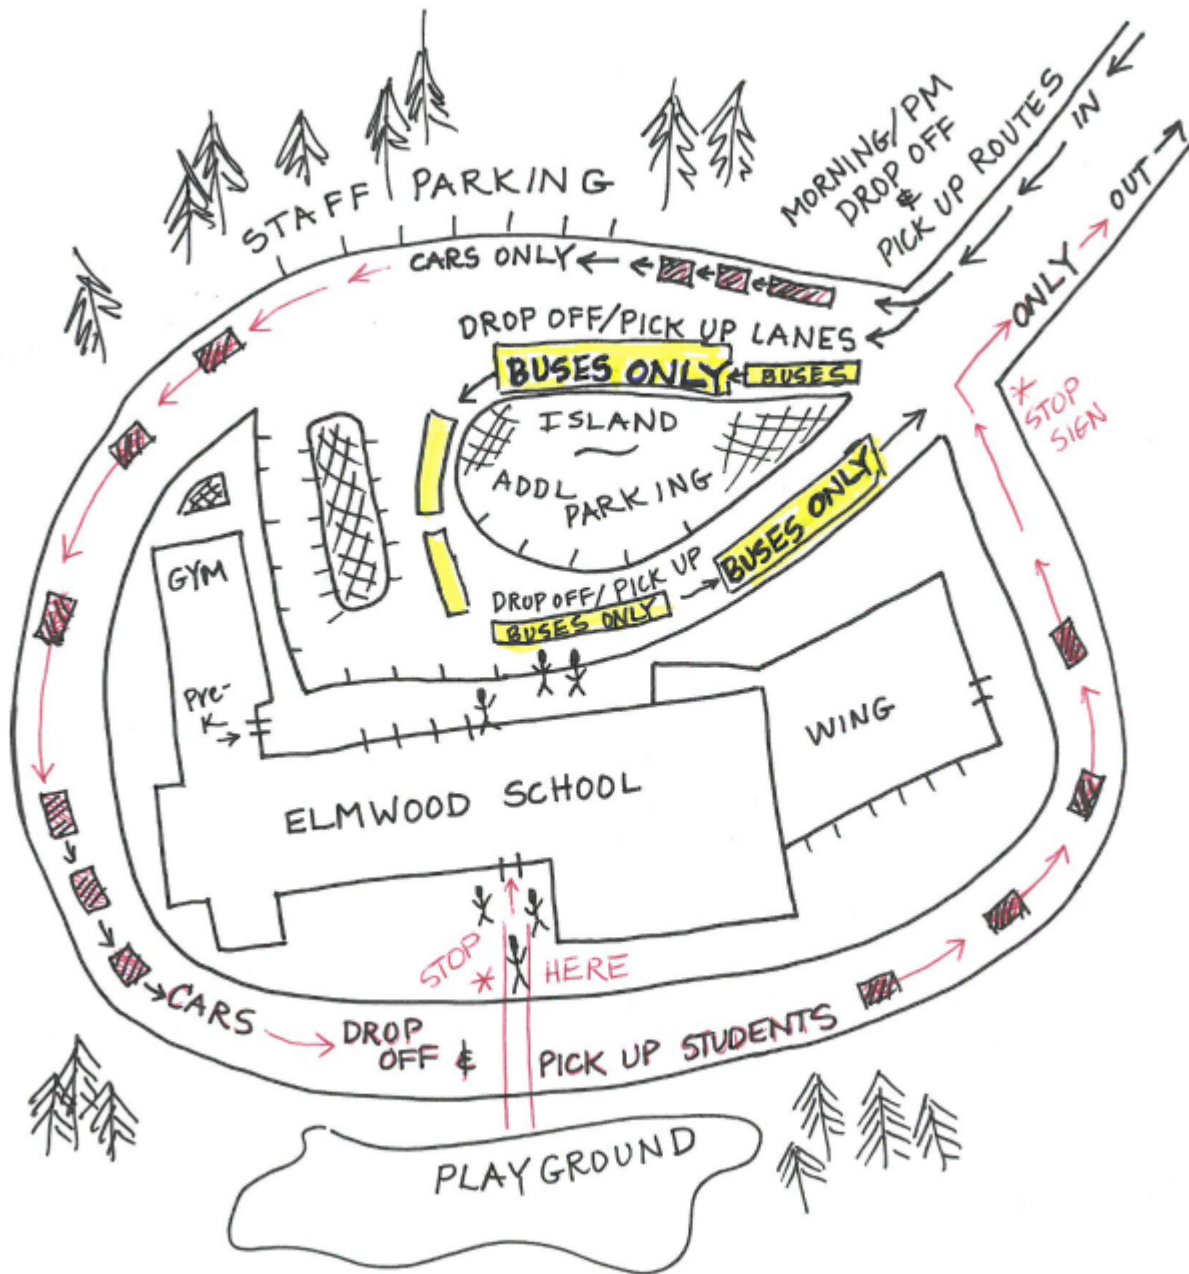 MORNING/PM
DROP OFF
&
PICK UP ROUTES
IN
OUT
ONLY
STAFF PARKING
CARS ONLY
DROP OFF/PICK UP LANES
BUSES ONLY
BUSES
STOP
SIGN
ISLAND
ADDL
PARKING
BUSES ONLY
DROP OFF/PICK UP
BUSES ONLY
GYM
Pre-
K
WING
ELMWOOD SCHOOL
STOP
HERE
CARS
DROP
OFF &
PICK UP STUDENTS
PLAYGROUND